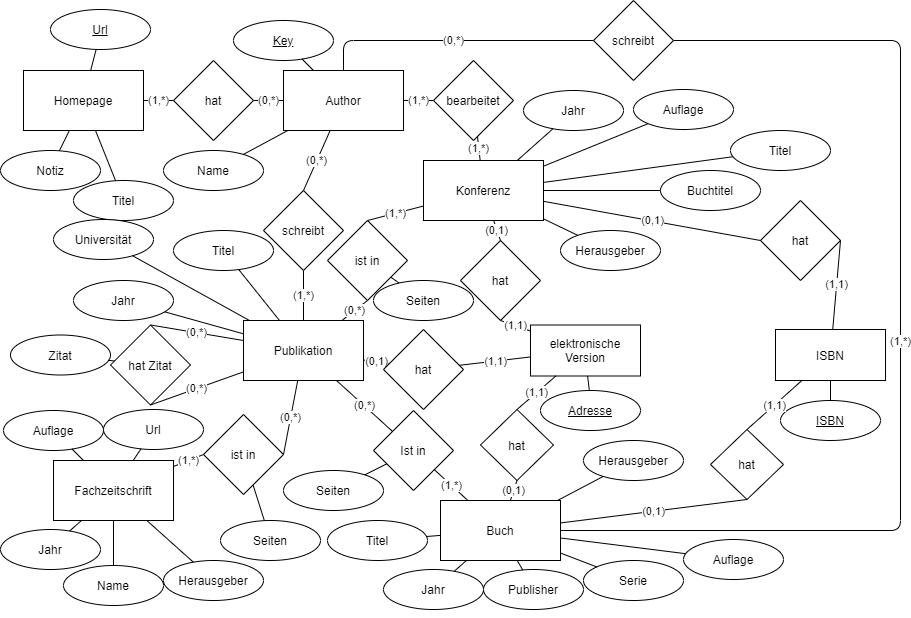 Url
Key
(0,*)
schreibt
Homepage
(1,*)
hat
(0,*)
Author
(1,*)
bearbeitet
Jahr
Auflage
Notiz
Titel
Name
(0,*)
(1,*)
Konferenz
Titel
Buchtitel
Herausgeber
(0,1)
hat
(1,1)
Universität
Titel
schreibt
(1,*)
ist in
(0,1)
hat
Seiten
(0,*)
(1,*)
Jahr
(0,*)
Zitat
hat Zitat
(0,*)
Publikation
(0,1)
hat
(1,1)
(1,1)
elektronische
Version
Adresse
ISBN
(1,*)
ISBN
(1,1)
(1,1)
hat
(0,1)
Auflage
Url
(1,*)
ist in
(0,*)
(0,*)
Ist in
Seiten
(1,*)
Herausgeber
hat
(0,1)
Fachzeitschrift
Seiten
Jahr
Name
Herausgeber
Titel
Buch
Jahr
Publisher
Serie
Auflage